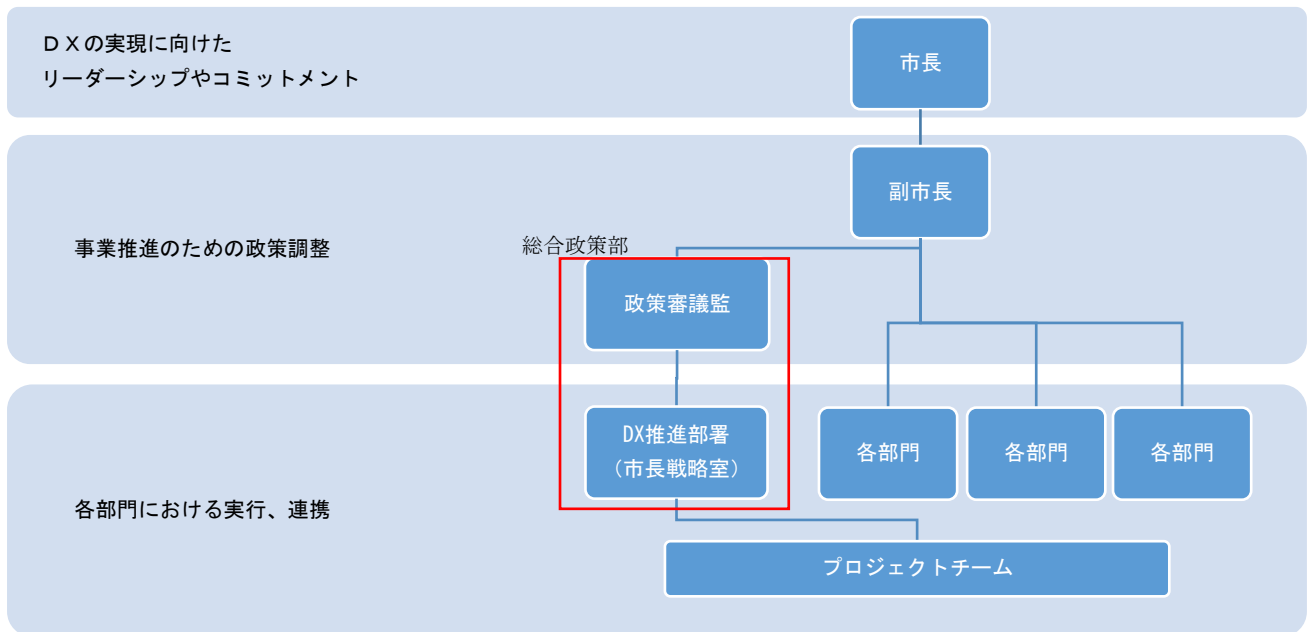 ＤＸの実現に向けた
リーダーシップやコミットメント
市長
副市長
事業推進のための政策調整
総合政策部
政策審議監
DX推進部署
（市長戦略室）
各部門
各部門
各部門
各部門における実行、連携
プロジェクトチーム